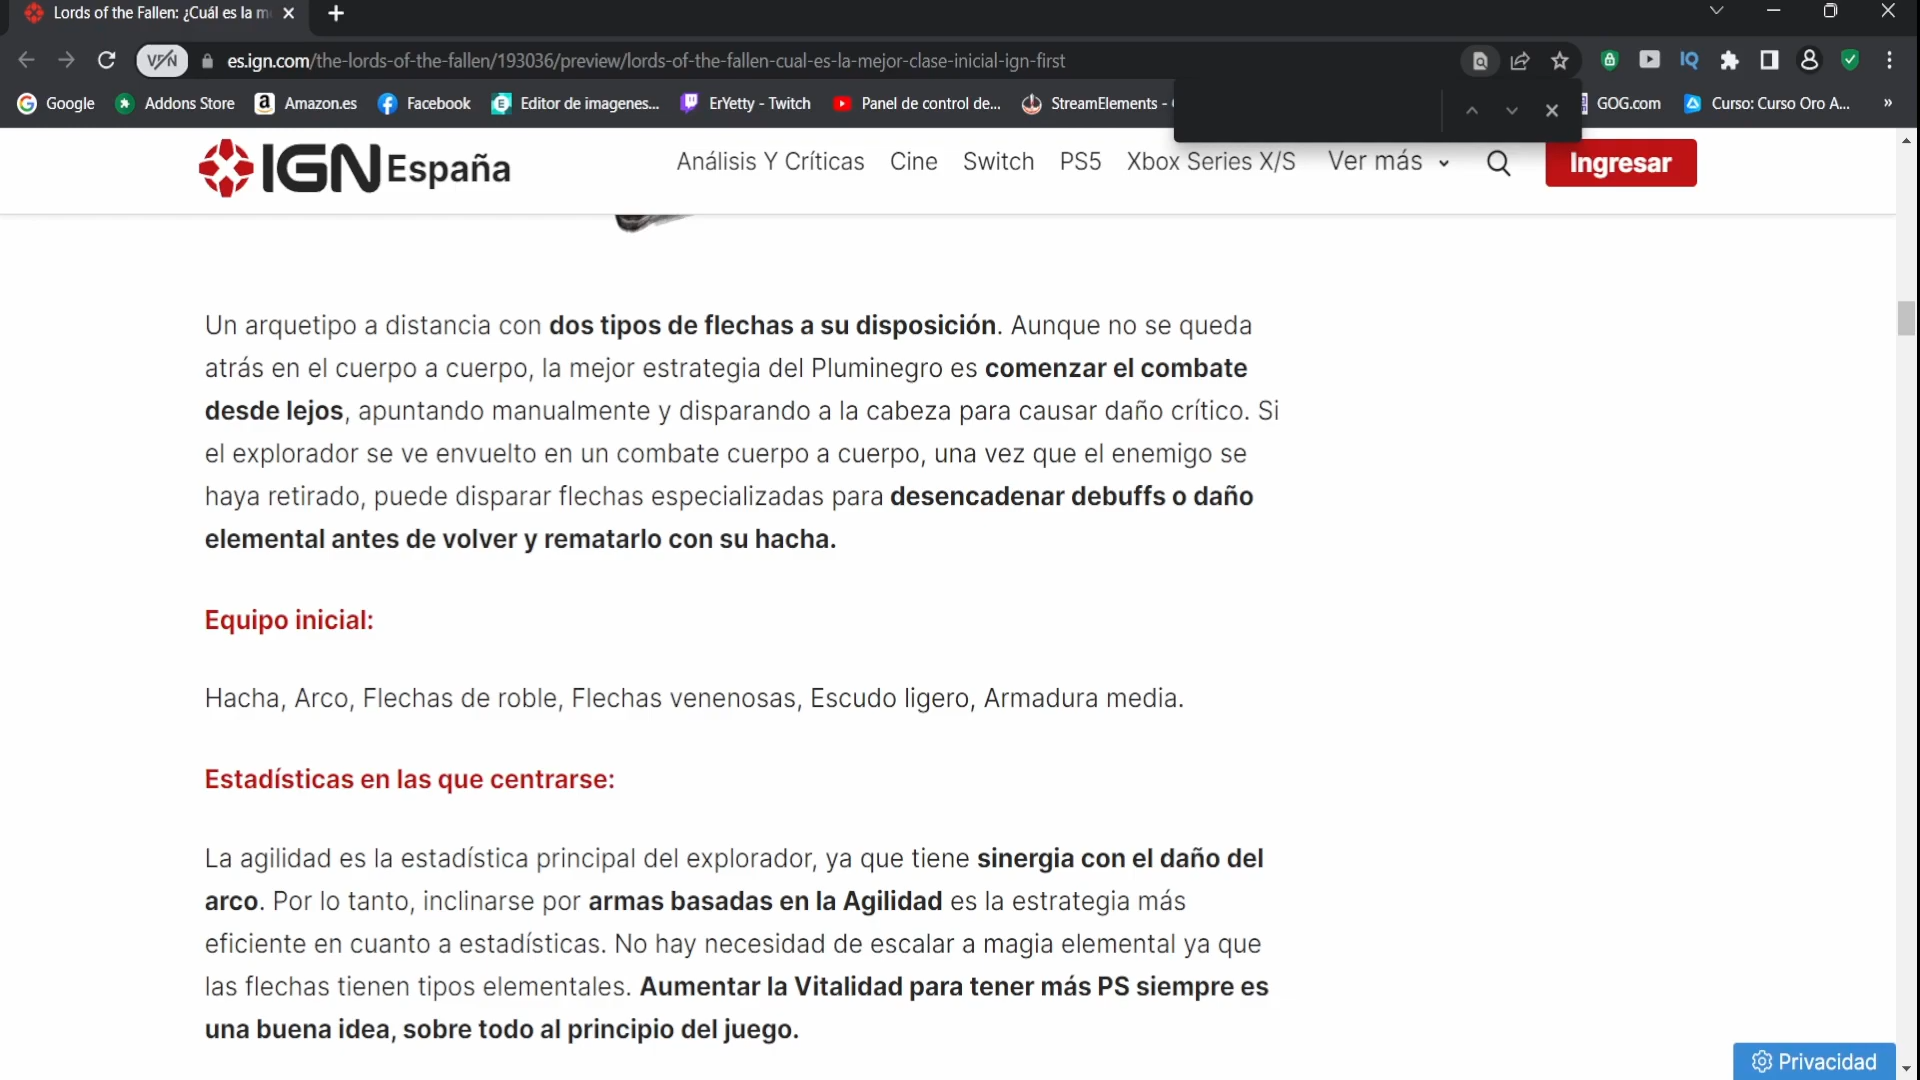 Lords of the Fallen: ¿Cuál es la m
VPN
es.ign.com/the-lords-of-the-fallen/193036/preview/lords-of-the-fallen-cual-es-la-mejor-clase-inicial-ign-first
IQ
Google
Addons Store
Amazon.es
Facebook
Editor de imagenes...
ErYetty - Twitch
Panel de control de...
StreamElements -
GOG.com
Curso: Curso Oro A...
»
IGN España
Análisis Y Críticas
Cine
Switch
PS5
Xbox Series X/S
Ver más
Ingresar
Un arquetipo a distancia con dos tipos de flechas a su disposición. Aunque no se queda
atrás en el cuerpo a cuerpo, la mejor estrategia del Pluminegro es comenzar el combate
desde lejos, apuntando manualmente y disparando a la cabeza para causar daño crítico. Si
el explorador se ve envuelto en un combate cuerpo a cuerpo, una vez que el enemigo se
haya retirado, puede disparar flechas especializadas para desencadenar debuffs o daño
elemental antes de volver y rematarlo con su hacha.
Equipo inicial:
Hacha, Arco, Flechas de roble, Flechas venenosas, Escudo ligero, Armadura media.
Estadísticas en las que centrarse:
La agilidad es la estadística principal del explorador, ya que tiene sinergia con el daño del
arco. Por lo tanto, inclinarse por armas basadas en la Agilidad es la estrategia más
eficiente en cuanto a estadísticas. No hay necesidad de escalar a magia elemental ya que
las flechas tienen tipos elementales. Aumentar la Vitalidad para tener más PS siempre es
una buena idea, sobre todo al principio del juego.
Privacidad